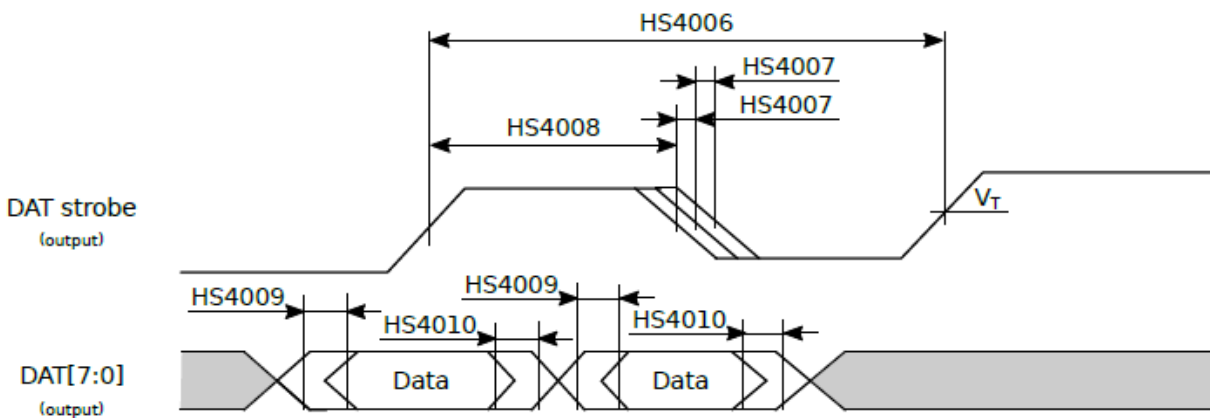 HS4006
HS4007
HS4007
HS4008
DAT strobe
(output)
VT
HS4009
HS4009
HS4010
HS4010
DAT[7:0]
(output)
Data
Data